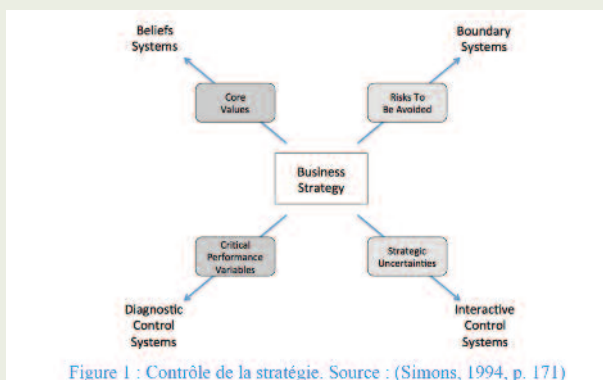 Beliefs
Systems
Boundary
Systems
Core
Values
Risks To
Be Avoided
Business
Strategy
Critical
Performance
Variables
Strategic
Uncertainties
Diagnostic
Control
Systems
Interactive
Control
Systems
Figure 1 : Contrôle de la stratégie. Source : (Simons, 1994, p. 171)